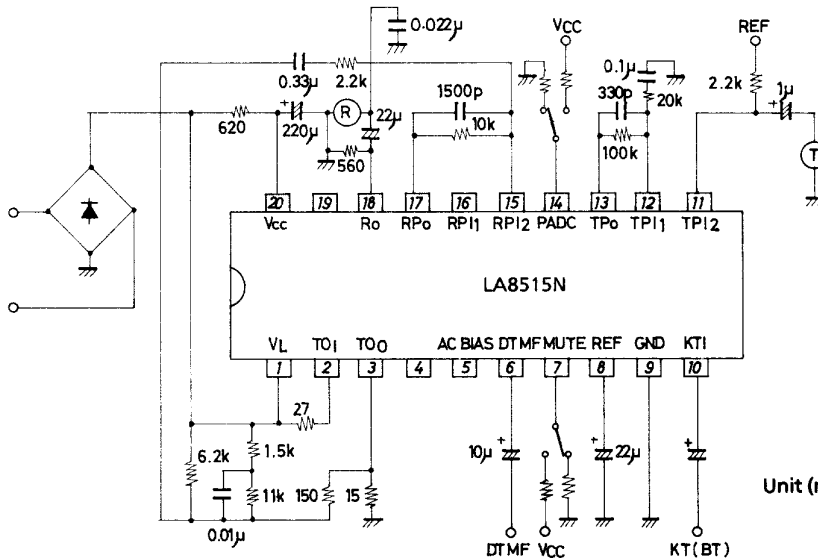 0.022μ
VCC
REF
0.33μ
2.2k
0.1μ
2.2k
1μ
1500p
330p
20k
620
220μ
R
22μ
10k
T
560
100k
20 19 18 17 16 15 14 13 12 11
Vcc Ro RPo RPI1 RPI2 PADC TPo TPI1 TPI2
LA8515N
VL TO1 TOO AC BIAS DTMF MUTE REF GND KTI
1 2 3 4 5 6 7 8 9 10
27
1.5k
6.2k
10μ
22μ
11k
150
15
0.01μ
Unit (
DTMF VCC KT(BT)